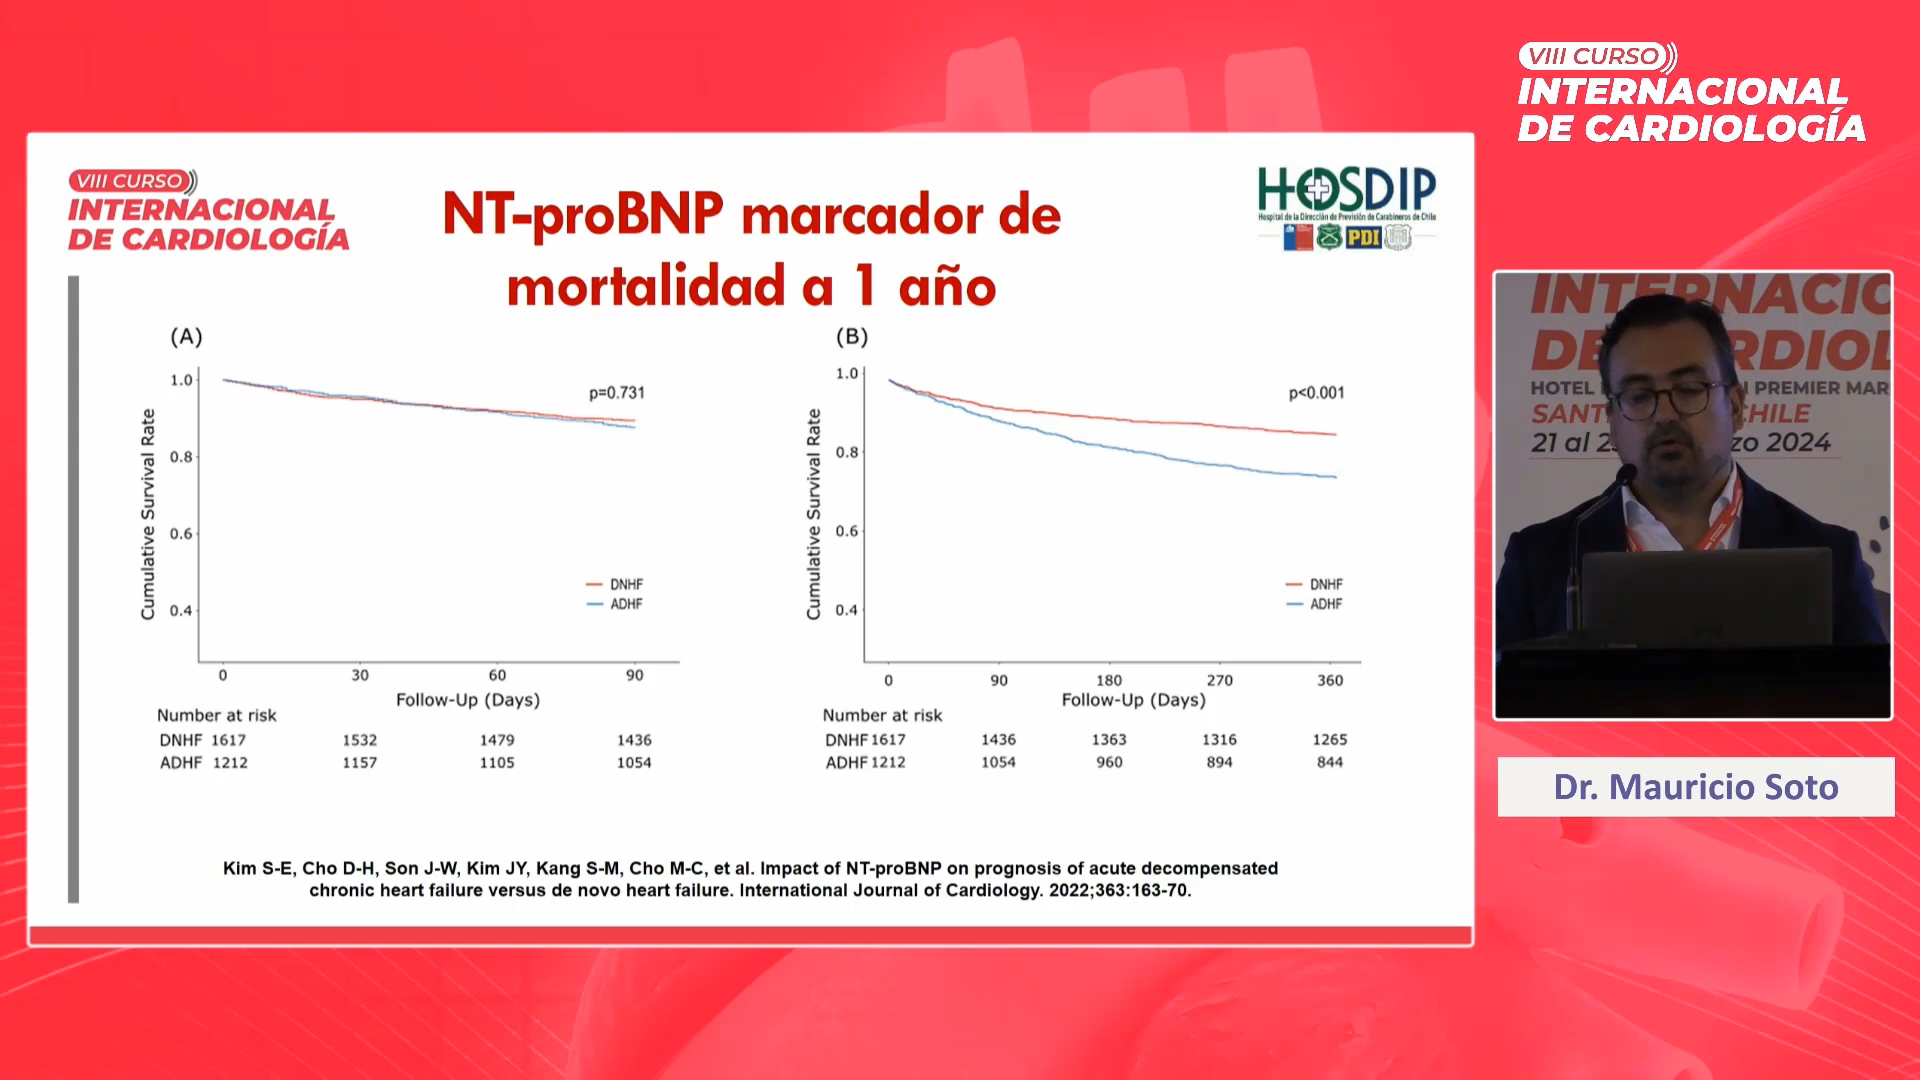 VIII CURSO
INTERNACIONAL
DE CARDIOLOGÍA
VIII CURSO
INTERNACIONAL
DE CARDIOLOGÍA
NT-proBNP marcador de
mortalidad a 1 año
HOSDIP
Hospital de la Dirección de Previsión de Carabineros de Chile
PDI
(A)
1.0
0.8
0.6
0.4
Cumulative Survival Rate
p=0.731
DNHF
ADHF
0 30 60 90
Follow-Up (Days)
Number at risk
DNHF 1617 1532 1479 1436
ADHF 1212 1157 1105 1054
(B)
1.0
0.8
0.6
0.4
Cumulative Survival Rate
p<0.001
DNHF
ADHF
0 90 180 270 360
Follow-Up (Days)
Number at risk
DNHF 1617 1436 1363 1316 1265
ADHF 1212 1054 960 894 844
Kim S-E, Cho D-H, Son J-W, Kim JY, Kang S-M, Cho M-C, et al. Impact of NT-proBNP on prognosis of acute decompensated
chronic heart failure versus de novo heart failure. International Journal of Cardiology. 2022;363:163-70.
INTERNACIO
DE RDIOL
HOTEL PREMIER MAR
SANT CHILE
21 al 2 zo 2024
Dr. Mauricio Soto